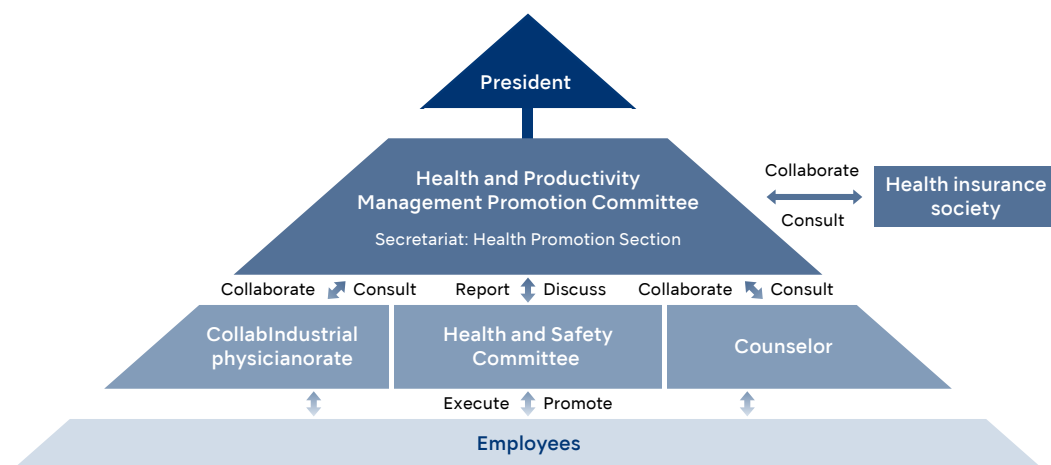 President
Health and Productivity
Management Promotion Committee
Secretariat: Health Promotion Section
Collaborate
Consult
Health insurance
society
Collaborate Consult
Report Discuss
Collaborate Consult
CollabIndustrial
physicianorate
Health and Safety
Committee
Counselor
Execute Promote
Employees